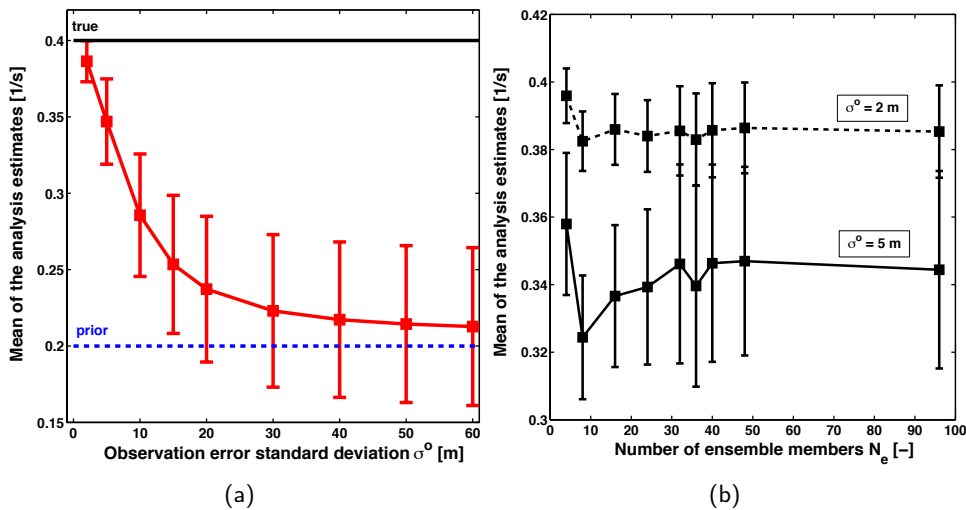 true
prior
0.4
0.35
0.3
0.25
0.2
0.15
0 10 20 30 40 50 60
Mean of the analysis estimates [1/s]
Observation error standard deviation σ^o [m]
(a)
0.42
0.4
0.38
0.36
0.34
0.32
0.3
0 10 20 30 40 50 60 70 80 90 100
Mean of the analysis estimates [1/s]
σ^o = 2 m
σ^o = 5 m
Number of ensemble members N_e [–]
(b)